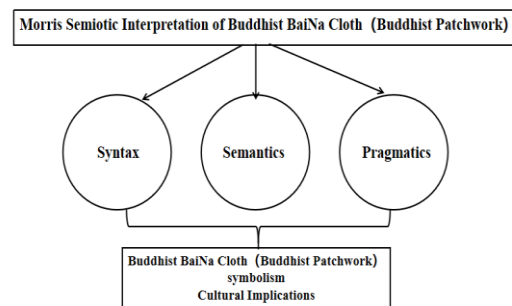 Morris Semiotic Interpretation of Buddhist BaiNa Cloth（Buddhist Patchwork）
Syntax
Semantics
Pragmatics
Buddhist BaiNa Cloth（Buddhist Patchwork）
symbolism
Cultural Implications